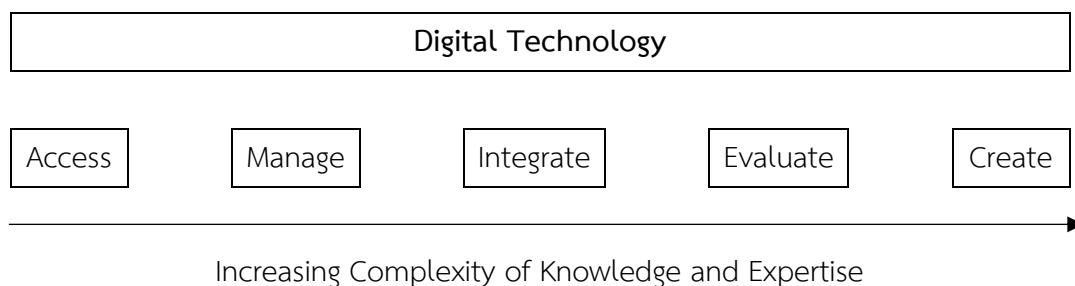 Digital Technology
Access Manage Integrate Evaluate Create
Increasing Complexity of Knowledge and Expertise